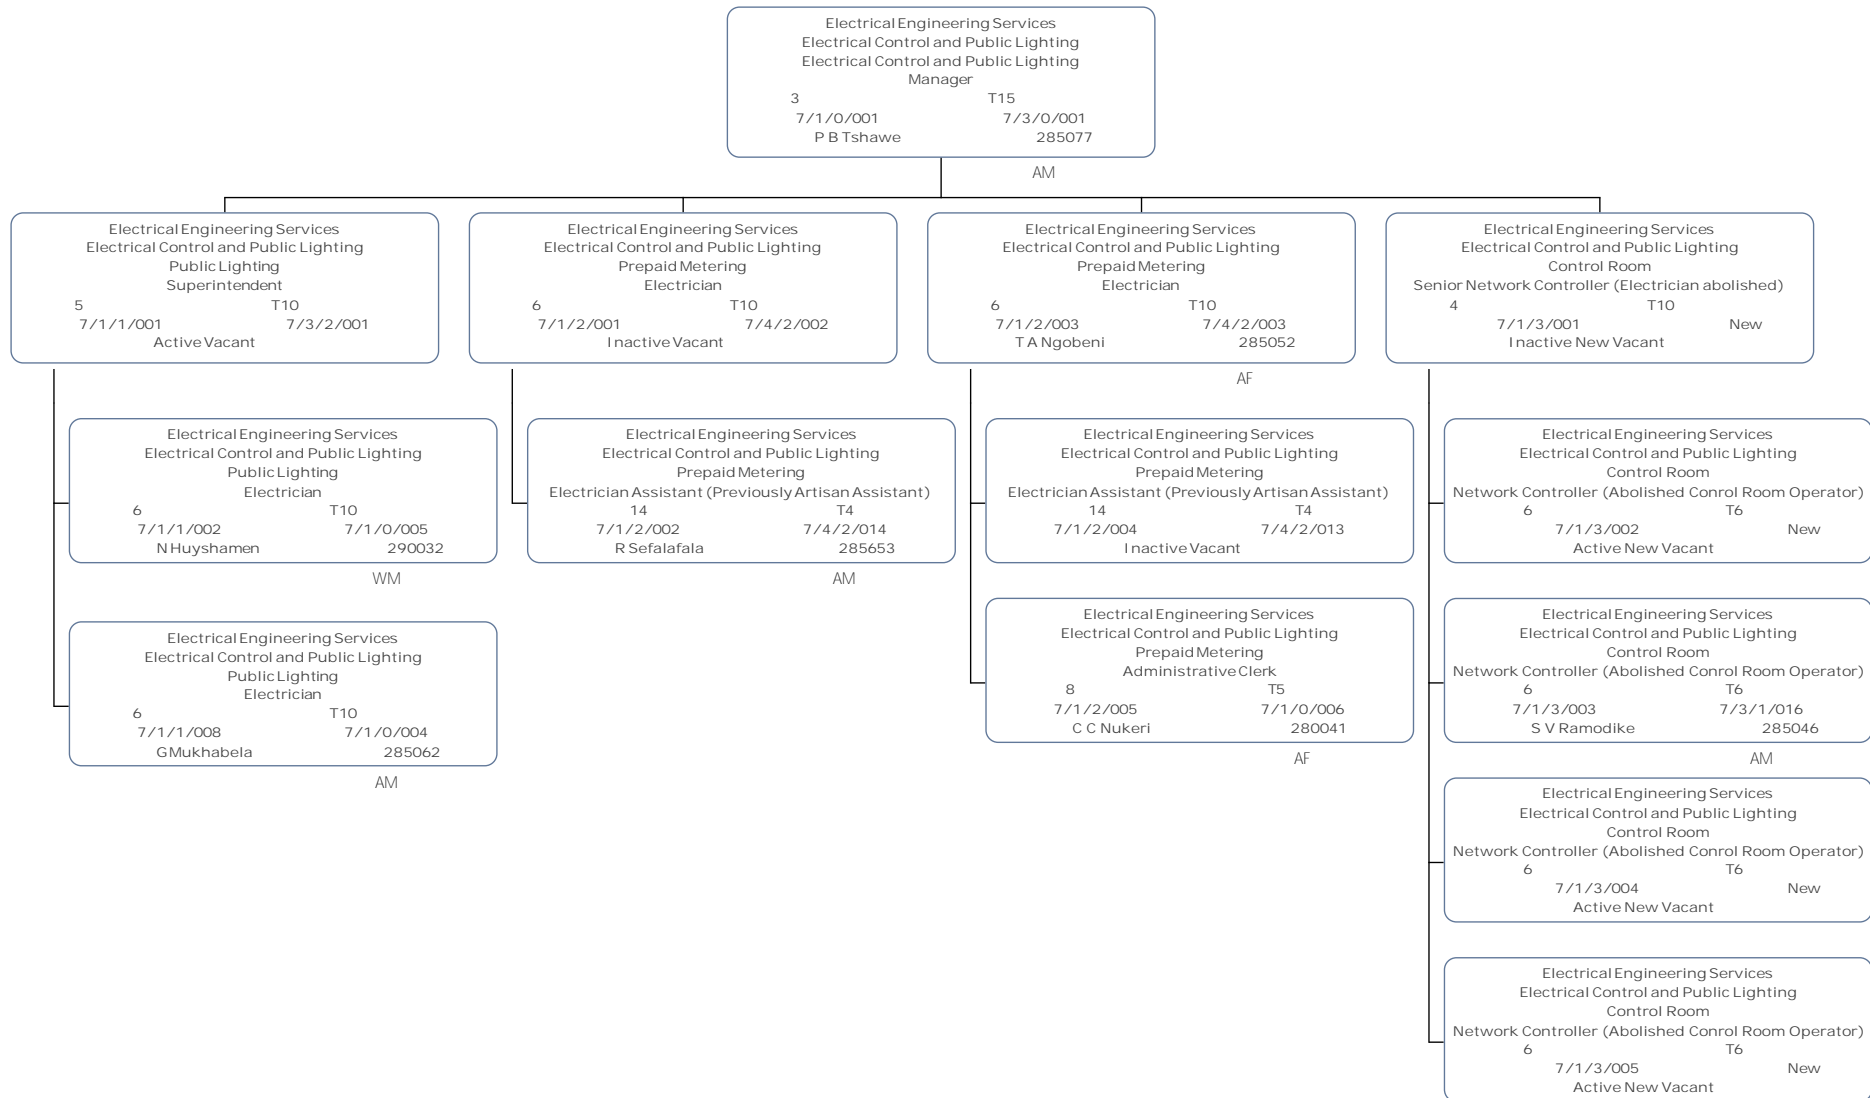 Electrical Engineering Services
Electrical Control and Public Lighting
Electrical Control and Public Lighting
Manager
3 T15
7/1/0/001 7/3/0/001
P B Tshawe 285077
AM
Electrical Engineering Services
Electrical Control and Public Lighting
Public Lighting
Superintendent
5 T10
7/1/1/001 7/3/2/001
Active Vacant
Electrical Engineering Services
Electrical Control and Public Lighting
Prepaid Metering
Electrician
6 T10
7/1/2/001 7/4/2/002
Inactive Vacant
Electrical Engineering Services
Electrical Control and Public Lighting
Prepaid Metering
Electrician
6 T10
7/1/2/003 7/4/2/003
T A Ngobeni 285052
AF
Electrical Engineering Services
Electrical Control and Public Lighting
Control Room
Senior Network Controller (Electrician abolished)
4 T10
7/1/3/001 New
Inactive New Vacant
Electrical Engineering Services
Electrical Control and Public Lighting
Public Lighting
Electrician
6 T10
7/1/1/002 7/1/0/005
N Huyshamen 290032
WM
Electrical Engineering Services
Electrical Control and Public Lighting
Prepaid Metering
Electrician Assistant (Previously Artisan Assistant)
14 T4
7/1/2/002 7/4/2/014
R Sefalafala 285653
AM
Electrical Engineering Services
Electrical Control and Public Lighting
Prepaid Metering
Electrician Assistant (Previously Artisan Assistant)
14 T4
7/1/2/004 7/4/2/013
Inactive Vacant
Electrical Engineering Services
Electrical Control and Public Lighting
Control Room
Network Controller (Abolished Conrol Room Operator)
6 T6
7/1/3/002 New
Active New Vacant
Electrical Engineering Services
Electrical Control and Public Lighting
Public Lighting
Electrician
6 T10
7/1/1/008 7/1/0/004
G Mukhabela 285062
AM
Electrical Engineering Services
Electrical Control and Public Lighting
Prepaid Metering
Administrative Clerk
8 T5
7/1/2/005 7/1/0/006
C C Nukeri 280041
AF
Electrical Engineering Services
Electrical Control and Public Lighting
Control Room
Network Controller (Abolished Conrol Room Operator)
6 T6
7/1/3/003 7/3/1/016
S V Ramodike 285046
AM
Electrical Engineering Services
Electrical Control and Public Lighting
Control Room
Network Controller (Abolished Conrol Room Operator)
6 T6
7/1/3/004 New
Active New Vacant
Electrical Engineering Services
Electrical Control and Public Lighting
Control Room
Network Controller (Abolished Conrol Room Operator)
6 T6
7/1/3/005 New
Active New Vacant